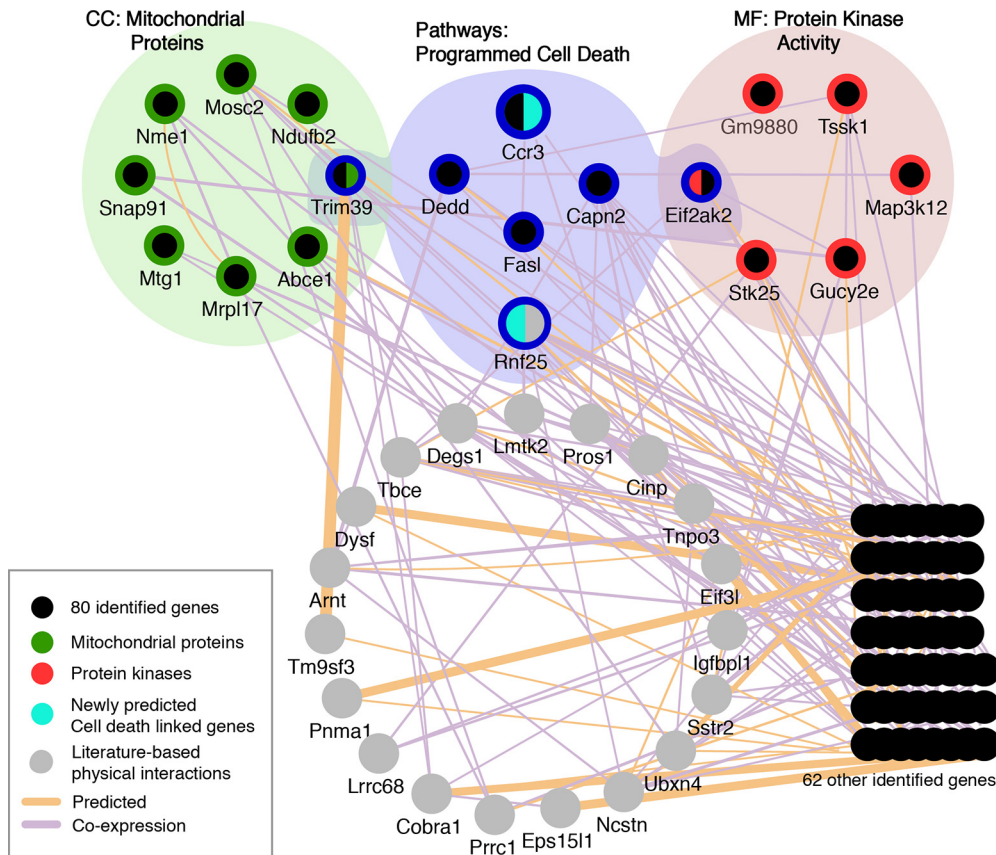 CC: Mitochondrial
Proteins
Pathways:
Programmed Cell Death
MF: Protein Kinase
Activity
Mosc2
Nme1
Ndufb2
Snap91
Trim39
Mtg1
Abce1
Mrpl17
Ccr3
Dedd
Capn2
Fasl
Rnf25
Eif2ak2
Gm9880
Tssk1
Map3k12
Stk25
Gucy2e
Lmtk2
Degs1
Pros1
Tbce
Cinp
Dysf
Tnpo3
Arnt
Eif3l
Tm9sf3
Igfbpl1
Pnma1
Sstr2
Lrrc68
Ubxn4
Cobra1
Ncstn
Prrc1
Eps15l1
62 other identified genes
80 identified genes
Mitochondrial proteins
Protein kinases
Newly predicted
Cell death linked genes
Literature-based
physical interactions
Predicted
Co-expression